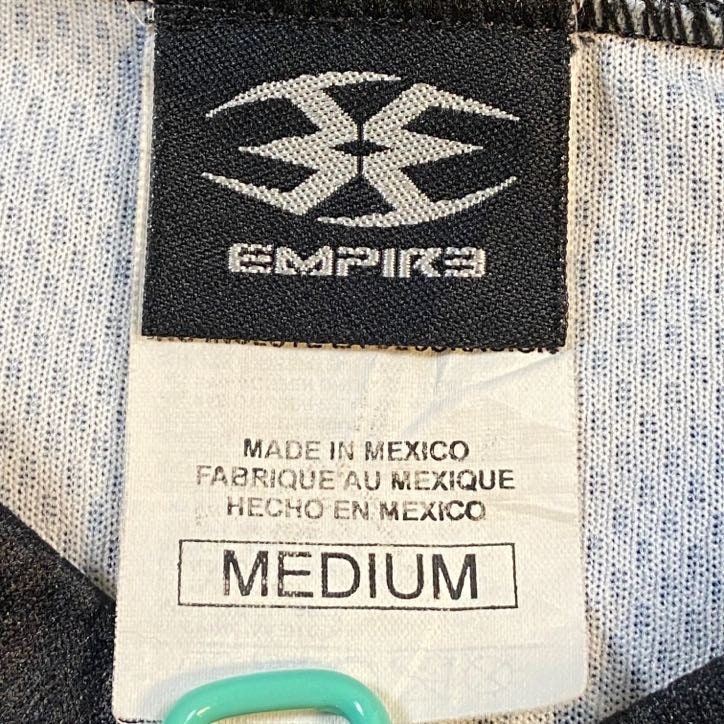 EMPIRE
MADE IN MEXICO
FABRIQUE AU MEXIQUE
HECHO EN MEXICO
MEDIUM